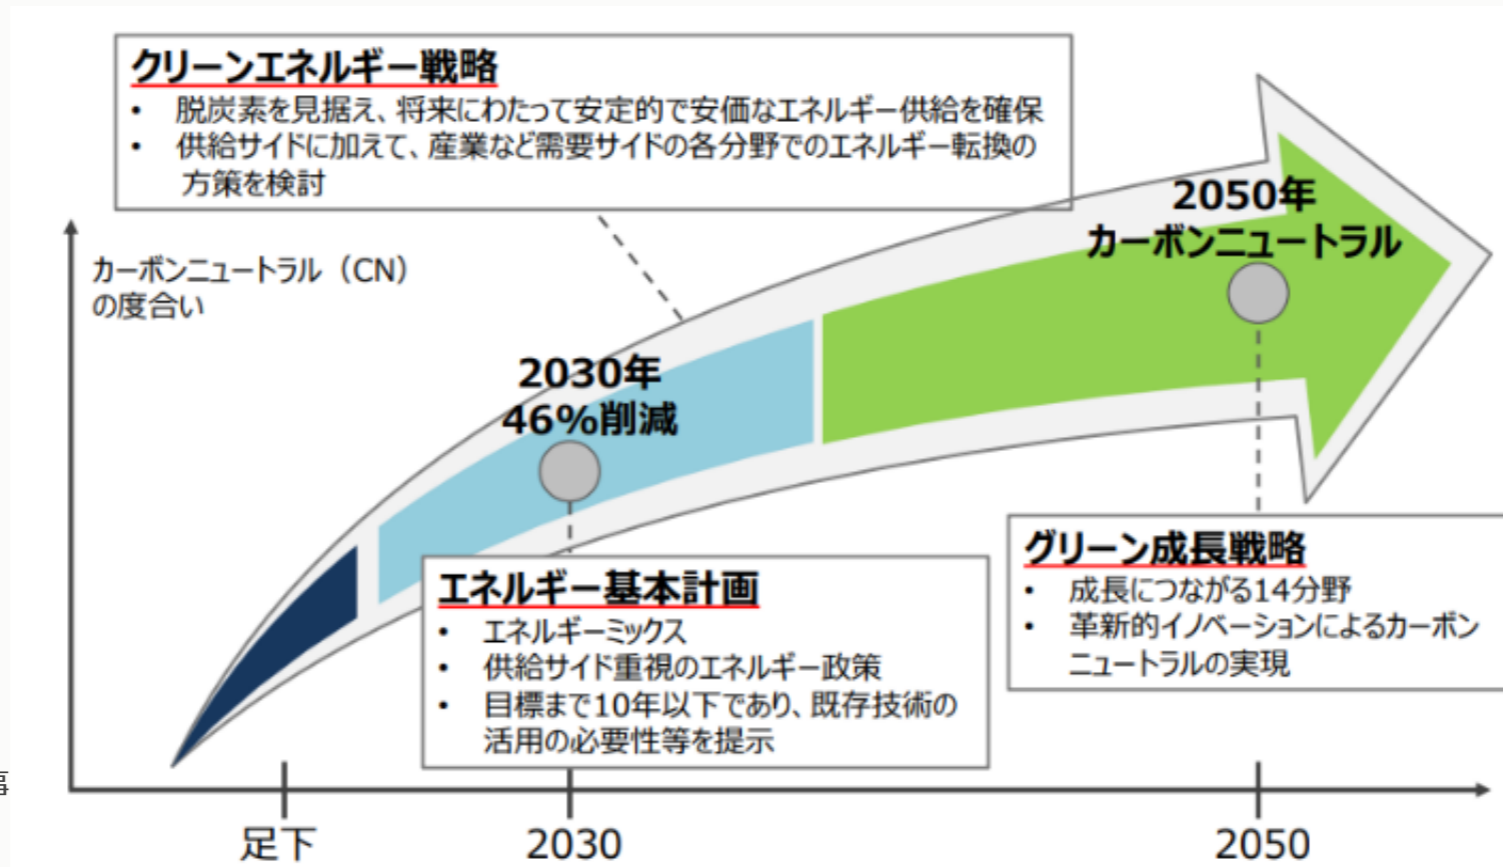 クリーンエネルギー戦略
• 脱炭素を見据え、将来にわたって安定的で安価なエネルギー供給を確保
• 供給サイドに加えて、産業など需要サイドの各分野でのエネルギー転換の
方策を検討
カーボンニュートラル（CN）
の度合い
2050年
カーボンニュートラル
2030年
46%削減
エネルギー基本計画
• エネルギーミックス
• 供給サイド重視のエネルギー政策
• 目標まで10年以下であり、既存技術の
活用の必要性等を提示
グリーン成長戦略
• 成長につながる14分野
• 革新的イノベーションによるカーボン
ニュートラルの実現
足下
2030
2050